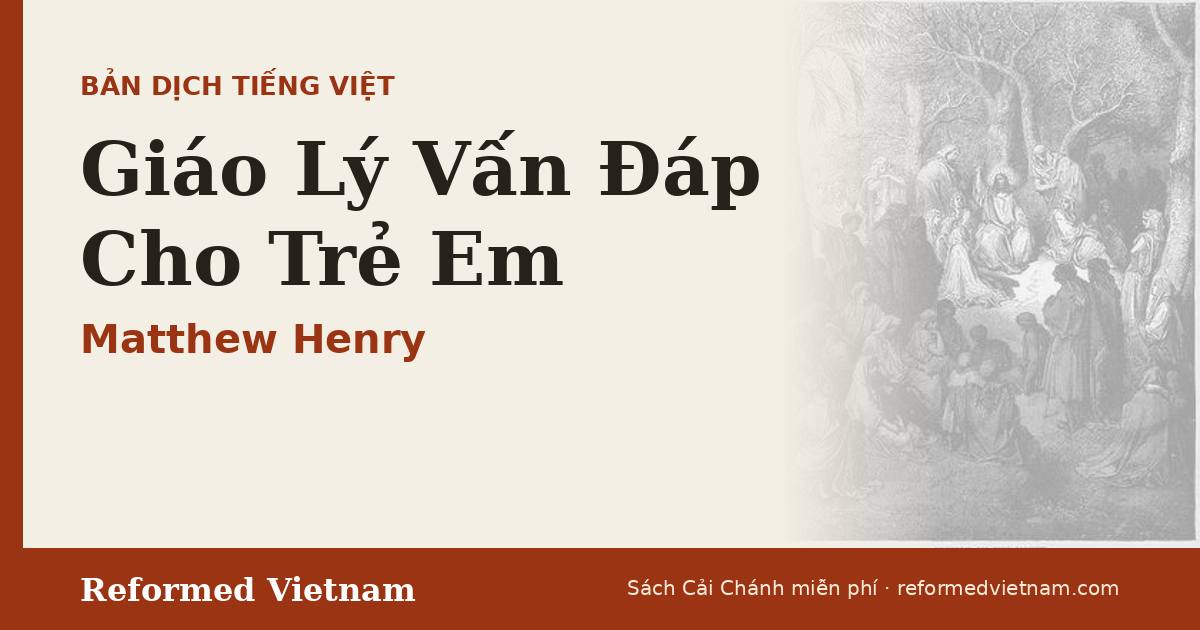 BẢN DỊCH TIẾNG VIỆT
Giáo Lý Vấn Đáp
Cho Trẻ Em
Matthew Henry
Reformed Vietnam
Sách Cải Chánh miễn phí · reformedvietnam.com